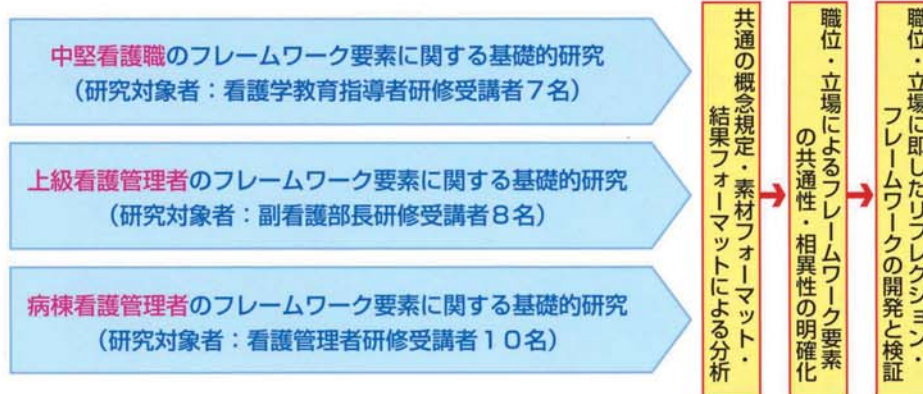 中堅看護職のフレームワーク要素に関する基礎的研究
（研究対象者：看護学教育指導者研修受講者７名）
上級看護管理者のフレームワーク要素に関する基礎的研究
（研究対象者：副看護部長研修受講者８名）
病棟看護管理者のフレームワーク要素に関する基礎的研究
（研究対象者：看護管理者研修受講者１０名）
共通の概念規定・素材フォーマット・
結果フォーマットによる分析
職位・立場によるフレームワーク要素
の共通性・相異性の明確化
職位・立場に即したリフレクション・
フレームワークの開発と検証